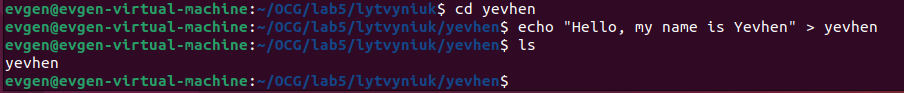 evgen@evgen-virtual-machine:~/OCG/lab5/lytvyniuk$ cd yevhen
evgen@evgen-virtual-machine:~/OCG/lab5/lytvyniuk/yevhen$ echo "Hello, my name is Yevhen" > yevhen
evgen@evgen-virtual-machine:~/OCG/lab5/lytvyniuk/yevhen$ ls
yevhen
evgen@evgen-virtual-machine:~/OCG/lab5/lytvyniuk/yevhen$